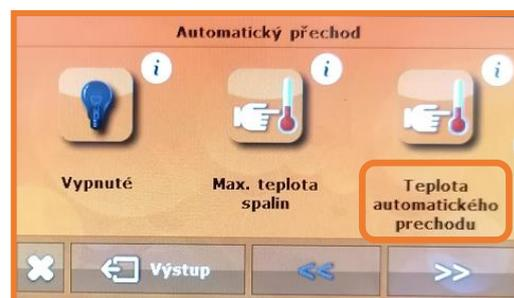 Automatický přechod
i
i
i
Vypnuté
Max. teplota
spalin
Teplota
automatického
prechodu
Výstup
<<
>>